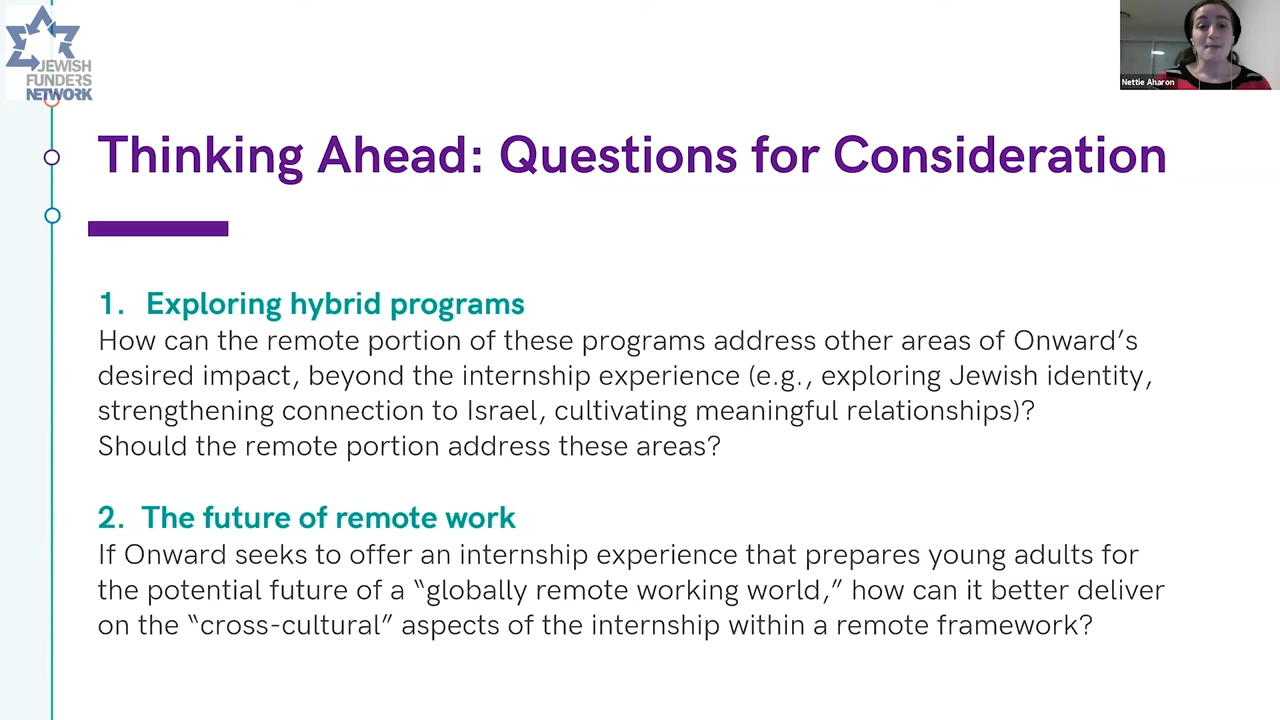 JEWISH
FUNDERS
NETWORK
Nettie Aharon
Thinking Ahead: Questions for Consideration
1. Exploring hybrid programs
How can the remote portion of these programs address other areas of Onward’s
desired impact, beyond the internship experience (e.g., exploring Jewish identity,
strengthening connection to Israel, cultivating meaningful relationships)?
Should the remote portion address these areas?
2. The future of remote work
If Onward seeks to offer an internship experience that prepares young adults for
the potential future of a “globally remote working world,” how can it better deliver
on the “cross-cultural” aspects of the internship within a remote framework?